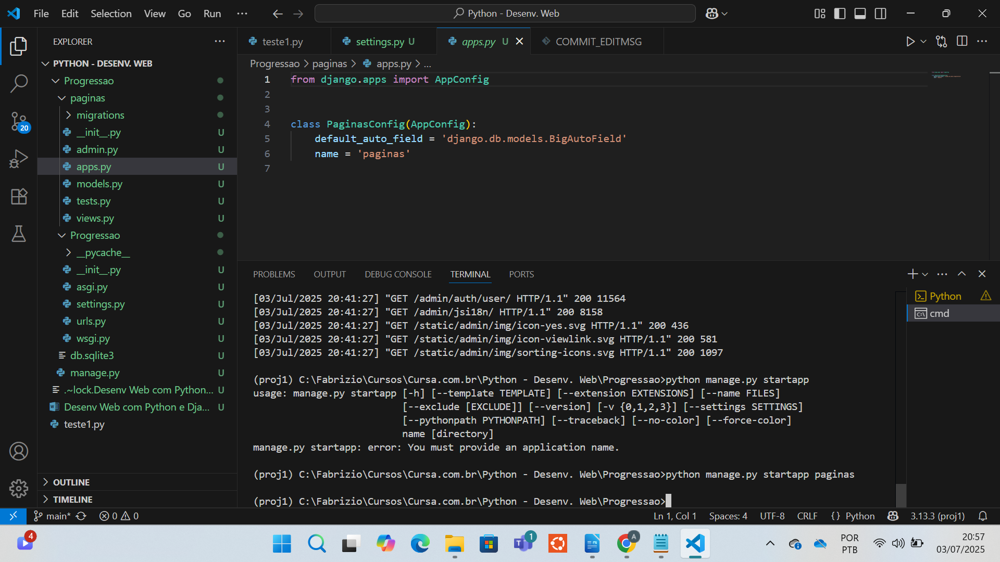 File Edit Selection View Go Run ···
Python - Desenv. Web
EXPLORER
teste1.py
settings.py U
apps.py U
COMMIT_EDITMSG
PYTHON - DESENV. WEB
Progressao
paginas
migrations
__init__.py U
admin.py U
apps.py U
models.py U
tests.py U
views.py U
Progressao
__pycache__
__init__.py U
asgi.py U
settings.py U
urls.py U
wsgi.py U
db.sqlite3 U
manage.py U
.~lock.Desenv Web com Python... U
Desenv Web com Python e Dja... U
teste1.py
OUTLINE
TIMELINE
20
Progressao > paginas > apps.py > ...
1 from django.apps import AppConfig
2
3
4 class PaginasConfig(AppConfig):
5 default_auto_field = 'django.db.models.BigAutoField'
6 name = 'paginas'
7
PROBLEMS OUTPUT DEBUG CONSOLE TERMINAL PORTS
[03/Jul/2025 20:41:27] "GET /admin/auth/user/ HTTP/1.1" 200 11564
[03/Jul/2025 20:41:27] "GET /admin/jsi18n/ HTTP/1.1" 200 8158
[03/Jul/2025 20:41:27] "GET /static/admin/img/icon-yes.svg HTTP/1.1" 200 436
[03/Jul/2025 20:41:27] "GET /static/admin/img/icon-viewlink.svg HTTP/1.1" 200 581
[03/Jul/2025 20:41:27] "GET /static/admin/img/sorting-icons.svg HTTP/1.1" 200 1097
(proj1) C:\Fabrizio\Cursos\Cursa.com.br\Python - Desenv. Web\Progressao>python manage.py startapp
usage: manage.py startapp [-h] [--template TEMPLATE] [--extension EXTENSIONS] [--name FILES]
[--exclude [EXCLUDE]] [--version] [-v {0,1,2,3}] [--settings SETTINGS]
[--pythonpath PYTHONPATH] [--traceback] [--no-color] [--force-color]
name [directory]
manage.py startapp: error: You must provide an application name.
(proj1) C:\Fabrizio\Cursos\Cursa.com.br\Python - Desenv. Web\Progressao>python manage.py startapp paginas
(proj1) C:\Fabrizio\Cursos\Cursa.com.br\Python - Desenv. Web\Progressao>
Python
cmd
main* 0 0
Ln 1, Col 1 Spaces: 4 UTF-8 CRLF {} Python 3.13.3 (proj1)
4
1
A
POR
PTB
20:57
03/07/2025